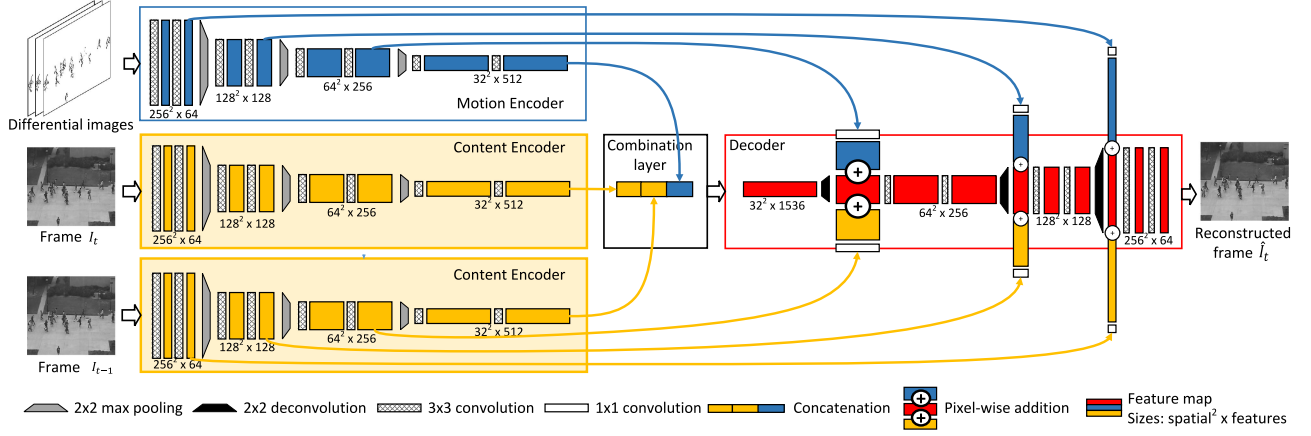 Differential images
256² x 64
128² x 128
64² x 256
32² x 512
Motion Encoder
Frame I_t
256² x 64
128² x 128
64² x 256
32² x 512
Content Encoder
Frame I_{t−1}
256² x 64
128² x 128
64² x 256
32² x 512
Content Encoder
Combination
layer
Decoder
32² x 1536
+
+
64² x 256
+
+
128² x 128
+
+
256² x 64
Reconstructed
frame Î_t
2x2 max pooling
2x2 deconvolution
3x3 convolution
1x1 convolution
Concatenation
+
+
Pixel-wise addition
Feature map
Sizes: spatial² x features